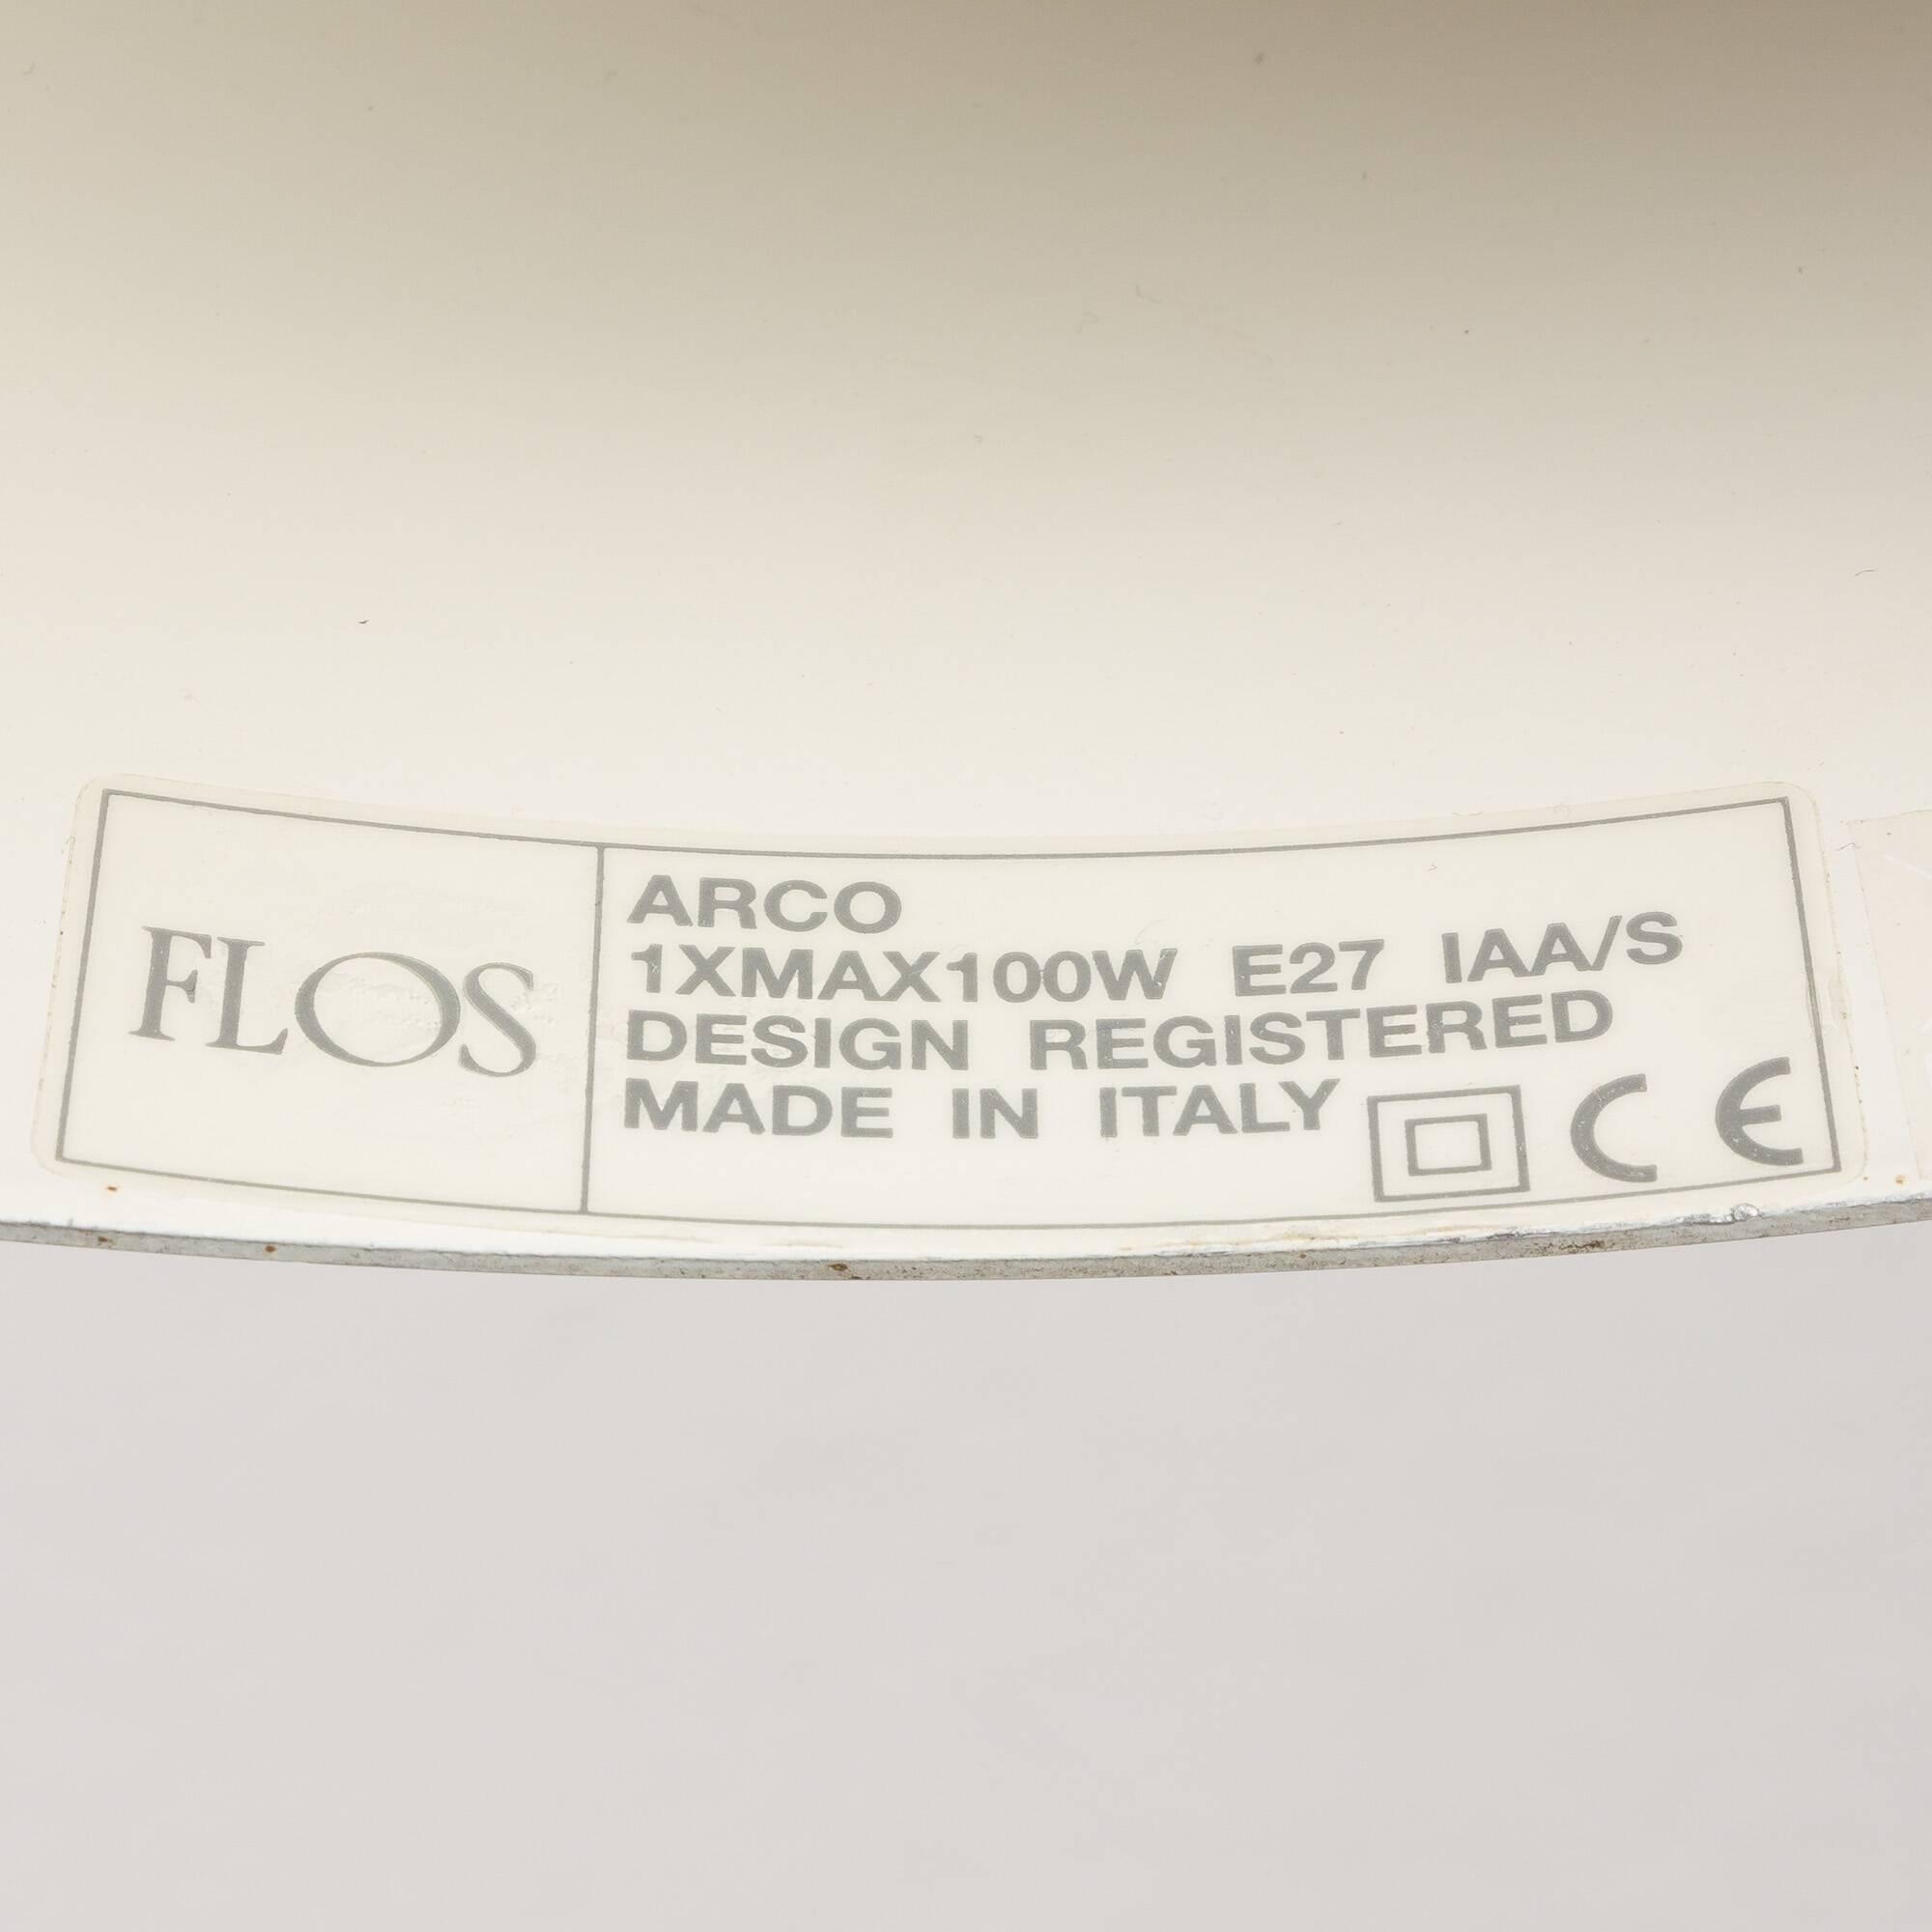 FLOS
ARCO
1XMAX100W E27 IAA/S
DESIGN REGISTERED
MADE IN ITALY CE